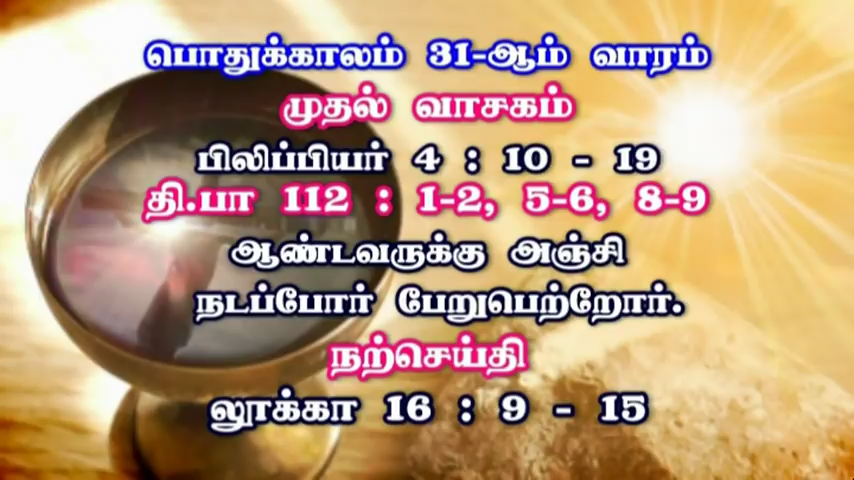 பொதுக்காலம் 31-ஆம் வாரம்
முதல் வாசகம்
பிலிப்பியர் 4 : 10 - 19
தி.பா 112 : 1-2, 5-6, 8-9
ஆண்டவருக்கு அஞ்சி
நடப்போர் பேறுபெற்றோர்.
நற்செய்தி
லூக்கா 16 : 9 - 15